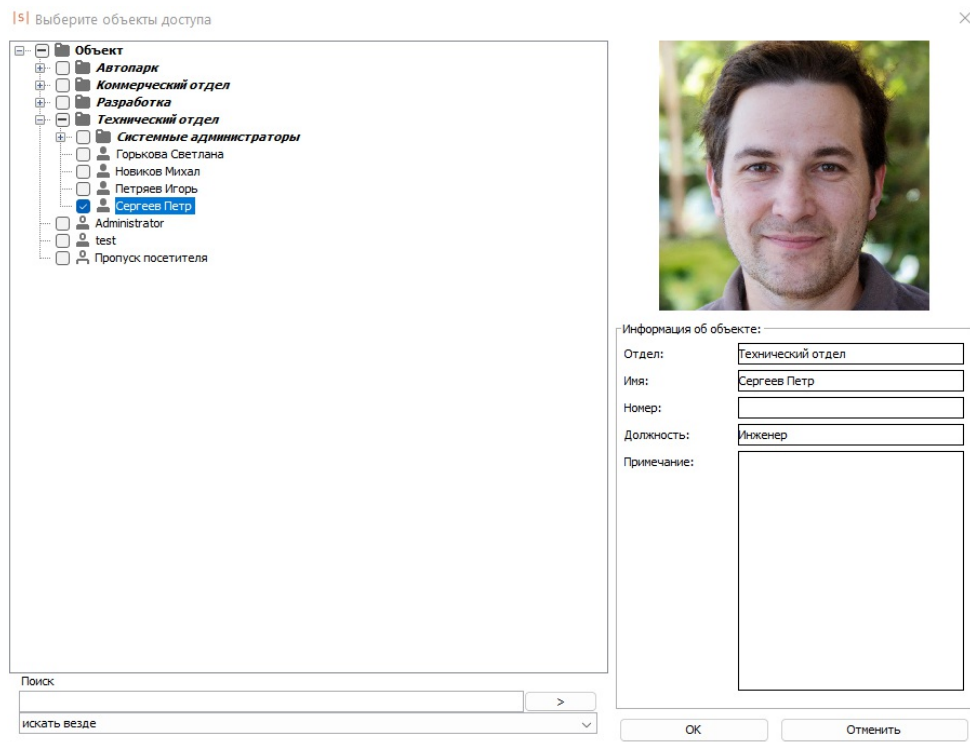 |S| Выберите объекты доступа
Объект
Автопарк
Коммерческий отдел
Разработка
Технический отдел
Системные администраторы
Горькова Светлана
Новиков Михал
Петряев Игорь
Сергеев Петр
Administrator
test
Пропуск посетителя
Информация об объекте:
Отдел: Технический отдел
Имя: Сергеев Петр
Номер:
Должность: Инженер
Примечание:
Поиск
>
искать везде
OK Отменить